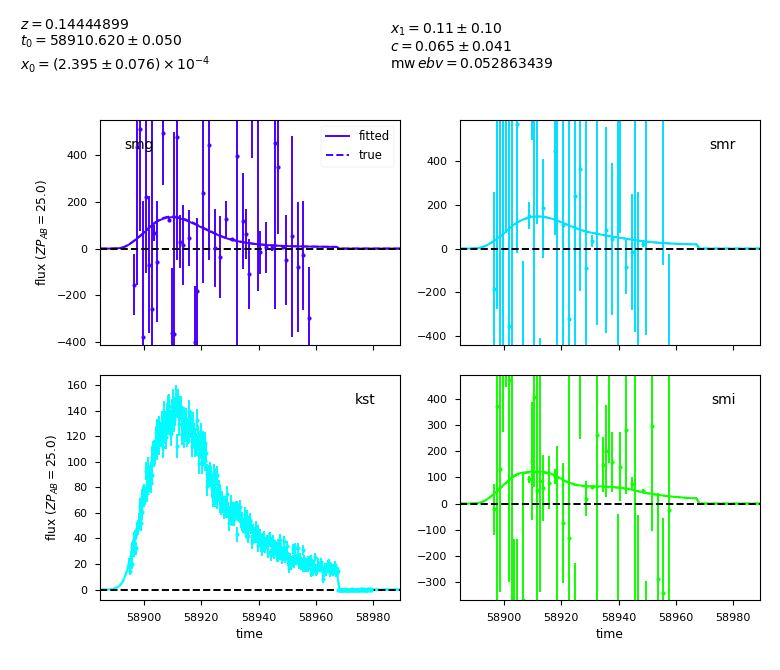 z = 0.14444899
t₀ = 58910.620 ± 0.050
x₀ = (2.395 ± 0.076) × 10⁻⁴
x₁ = 0.11 ± 0.10
c = 0.065 ± 0.041
mw ebv = 0.052863439
smg
fitted
true
flux (ZP_AB = 25.0)
400
200
0
−200
−400
smr
400
200
0
−200
−400
kst
flux (ZP_AB = 25.0)
160
140
120
100
80
60
40
20
0
58900 58920 58940 58960 58980
time
smi
400
300
200
100
0
−100
−200
−300
58900 58920 58940 58960 58980
time